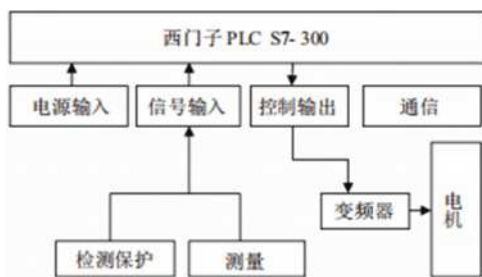 西门子 PLC S7-300
电源输入
信号输入
控制输出
通信
变频器
电机
检测保护
测量